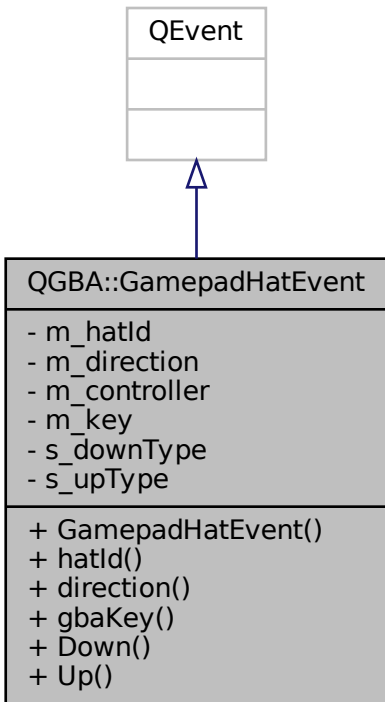 QEvent
QGBA::GamepadHatEvent
- m_hatId
- m_direction
- m_controller
- m_key
- s_downType
- s_upType
+ GamepadHatEvent()
+ hatId()
+ direction()
+ gbaKey()
+ Down()
+ Up()